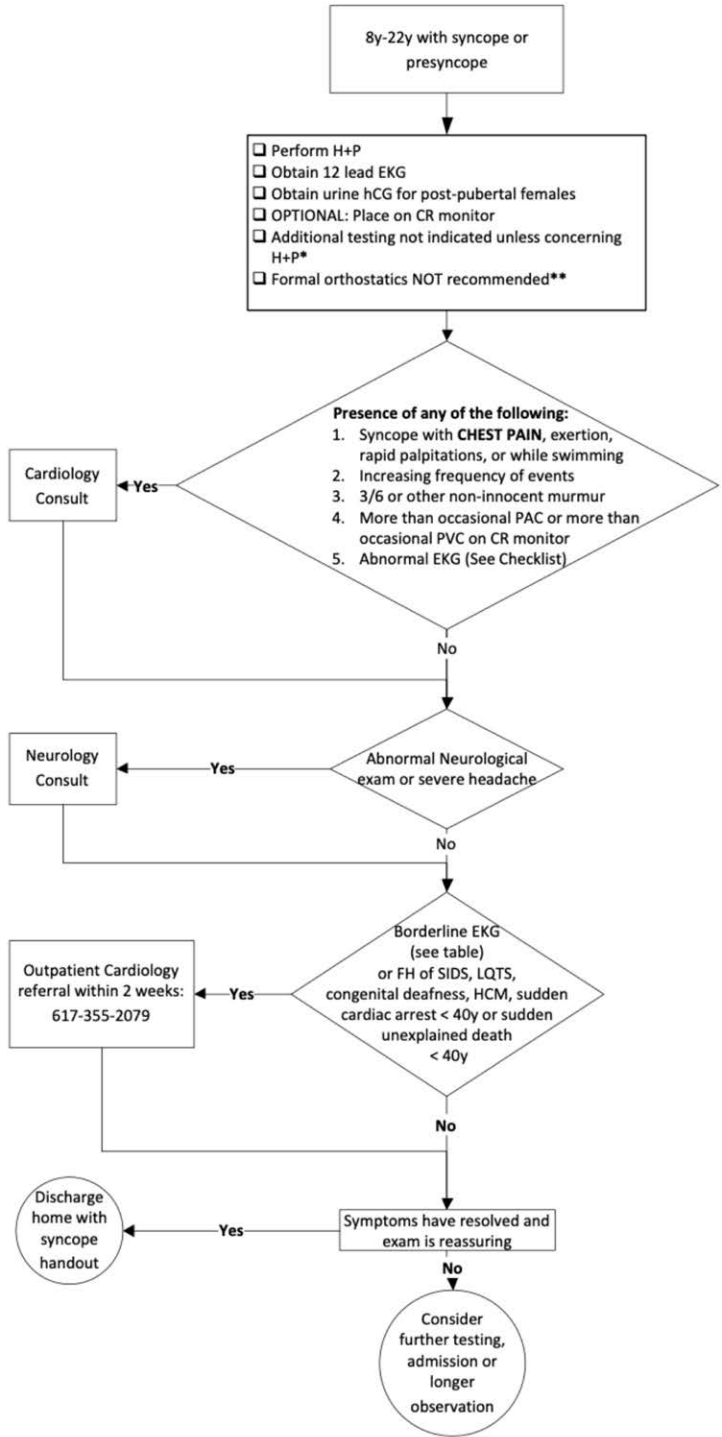 8y-22y with syncope or
presyncope
❑ Perform H+P
❑ Obtain 12 lead EKG
❑ Obtain urine hCG for post-pubertal females
❑ OPTIONAL: Place on CR monitor
❑ Additional testing not indicated unless concerning
H+P*
❑ Formal orthostatics NOT recommended**
Presence of any of the following:
1. Syncope with CHEST PAIN, exertion,
rapid palpitations, or while swimming
2. Increasing frequency of events
3. 3/6 or other non-innocent murmur
4. More than occasional PAC or more than
occasional PVC on CR monitor
5. Abnormal EKG (See Checklist)
Yes
Cardiology
Consult
No
Abnormal Neurological
exam or severe headache
Yes
Neurology
Consult
No
Borderline EKG
(see table)
or FH of SIDS, LQTS,
congenital deafness, HCM, sudden
cardiac arrest < 40y or sudden
unexplained death
< 40y
Yes
Outpatient Cardiology
referral within 2 weeks:
617-355-2079
No
Symptoms have resolved and
exam is reassuring
Yes
Discharge
home with
syncope
handout
No
Consider
further testing,
admission or
longer
observation